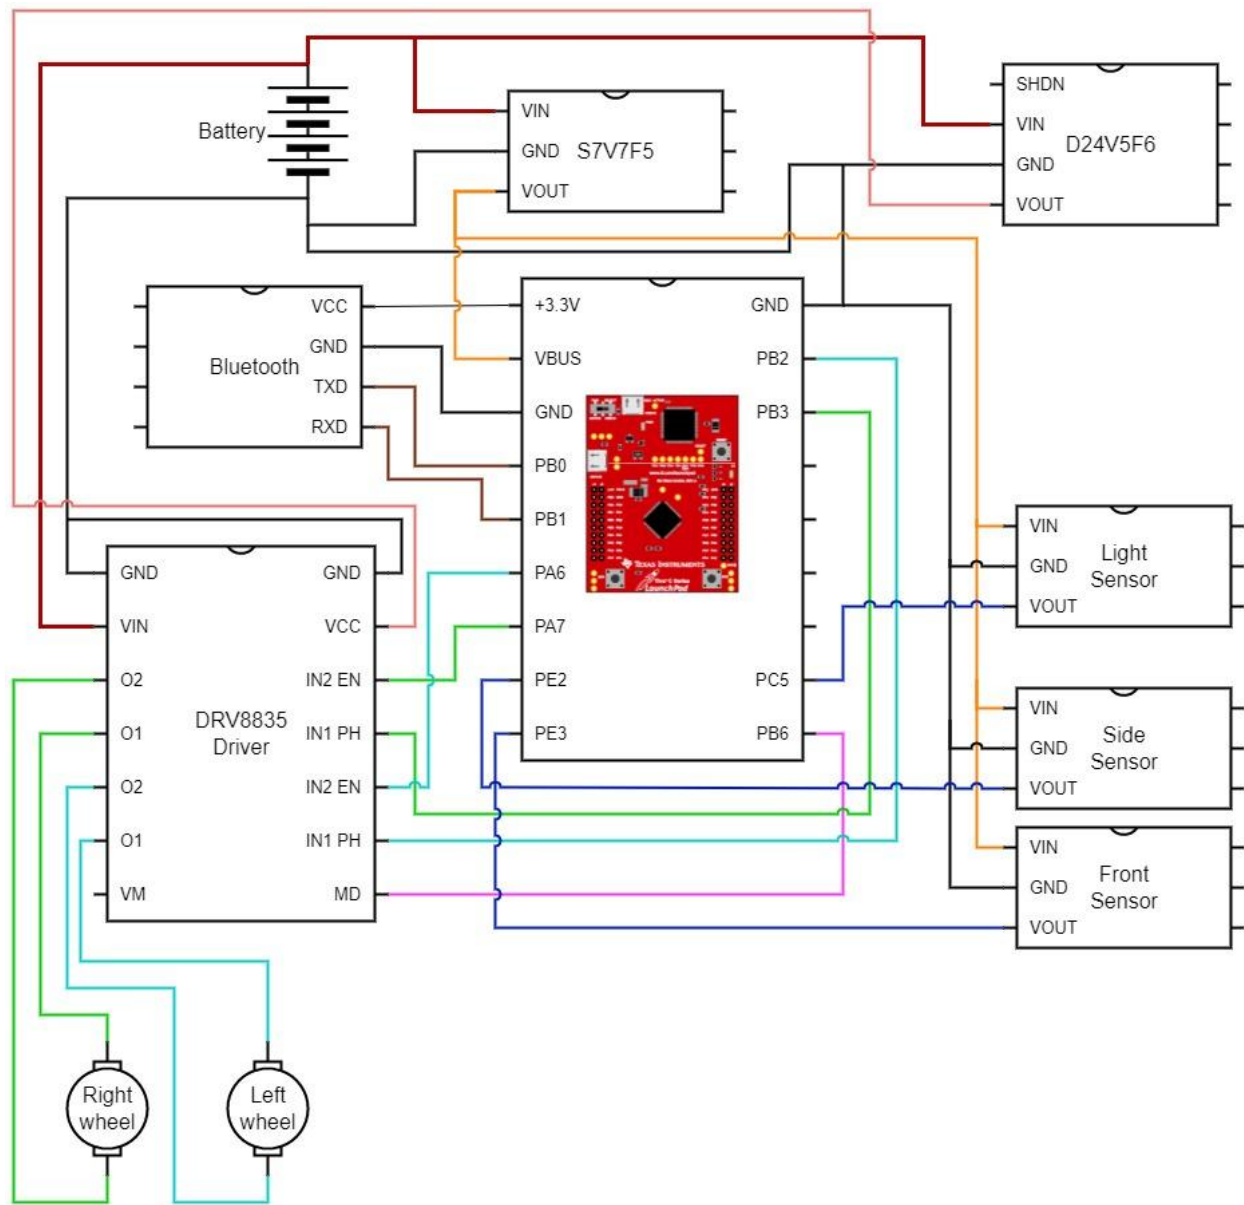 Battery
VIN
GND
VOUT
S7V7F5
SHDN
VIN
GND
VOUT
D24V5F6
Bluetooth
VCC
GND
TXD
RXD
+3.3V
VBUS
GND
PB0
PB1
PA6
PA7
PE2
PE3
GND
PB2
PB3
PC5
PB6
TEXAS INSTRUMENTS
LaunchPad
GND
VIN
O2
O1
O2
O1
VM
DRV8835
Driver
GND
VCC
IN2 EN
IN1 PH
IN2 EN
IN1 PH
MD
VIN
GND
VOUT
Light
Sensor
VIN
GND
VOUT
Side
Sensor
VIN
GND
VOUT
Front
Sensor
Right
wheel
Left
wheel